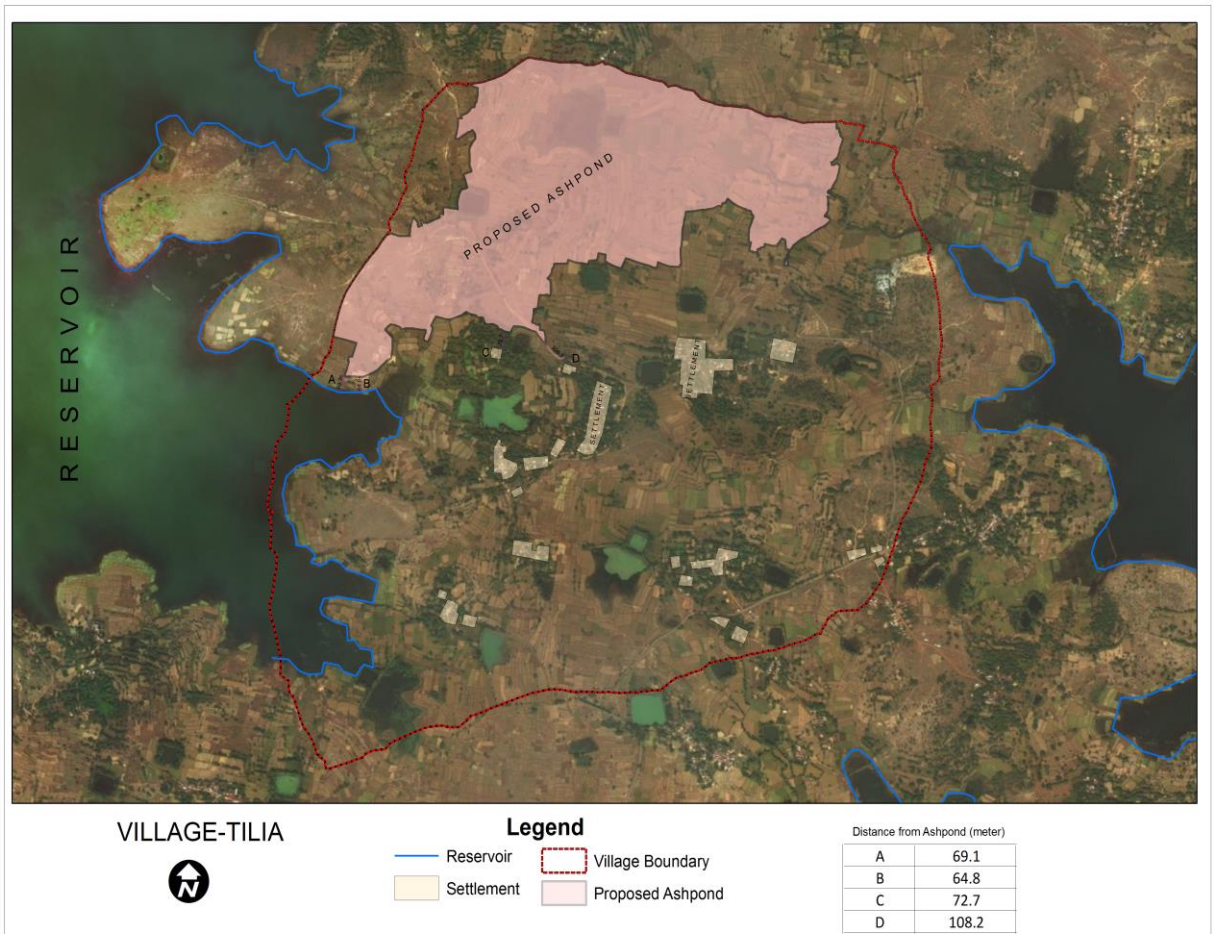 PROPOSED ASHPOND
RESERVOIR
A
B
C
D
SETTLEMENT
SETTLEMENT
VILLAGE-TILIA
N
Legend
Reservoir
Settlement
Village Boundary
Proposed Ashpond
Distance from Ashpond (meter)
A 69.1
B 64.8
C 72.7
D 108.2